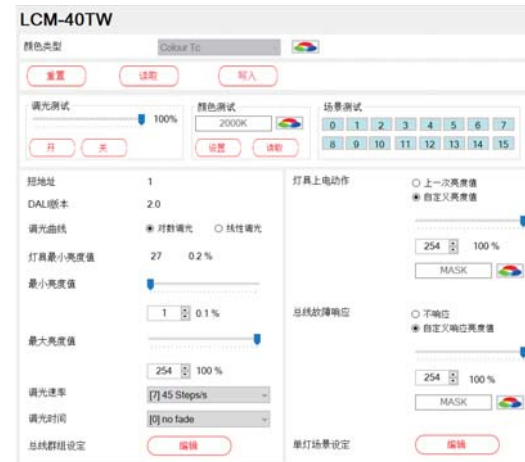 LCM-40TW
颜色类型
Colour Tc
重置 读取 写入
调光测试
100%
开 关
颜色测试
2000K
设置 读取
场景测试
0 1 2 3 4 5 6 7
8 9 10 11 12 13 14 15
短地址 1
DALI版本 2.0
调光曲线 对数调光 线性调光
灯具最小亮度值 27 0.2 %
最小亮度值
1 0.1 %
最大亮度值
254 100 %
调光速率 [7] 45 Steps/s
调光时间 [0] no fade
总线群组设定 编辑
灯具上电动作 上一次亮度值
自定义亮度值
254 100 %
MASK
总线故障响应 不响应
自定义响应亮度值
254 100 %
MASK
单灯场景设定 编辑